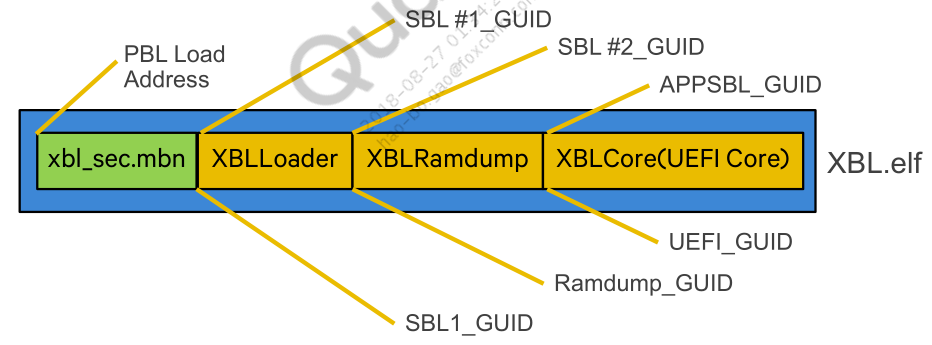 SBL #1_GUID
PBL Load
Address
SBL #2_GUID
APPSBL_GUID
xbl_sec.mbn
XBLLoader
XBLRamdump
XBLCore(UEFI Core)
XBL.elf
UEFI_GUID
Ramdump_GUID
SBL1_GUID